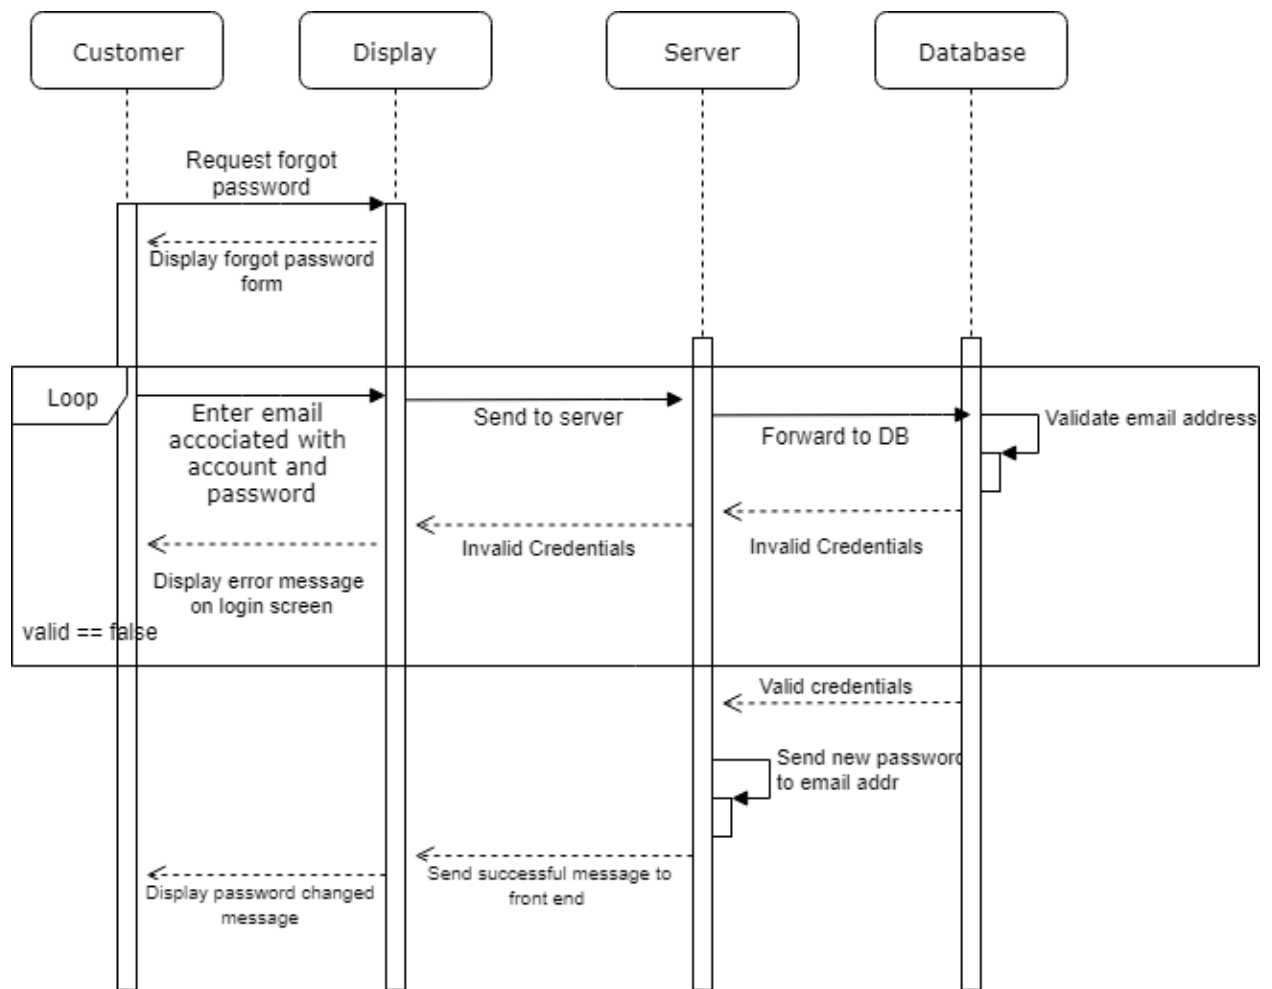 Customer
Display
Server
Database
Request forgot
password
Display forgot password
form
Loop
Enter email
accociated with
account and
password
Send to server
Forward to DB
Validate email address
Invalid Credentials
Invalid Credentials
Display error message
on login screen
valid == false
Valid credentials
Send new password
to email addr
Send successful message to
front end
Display password changed
message